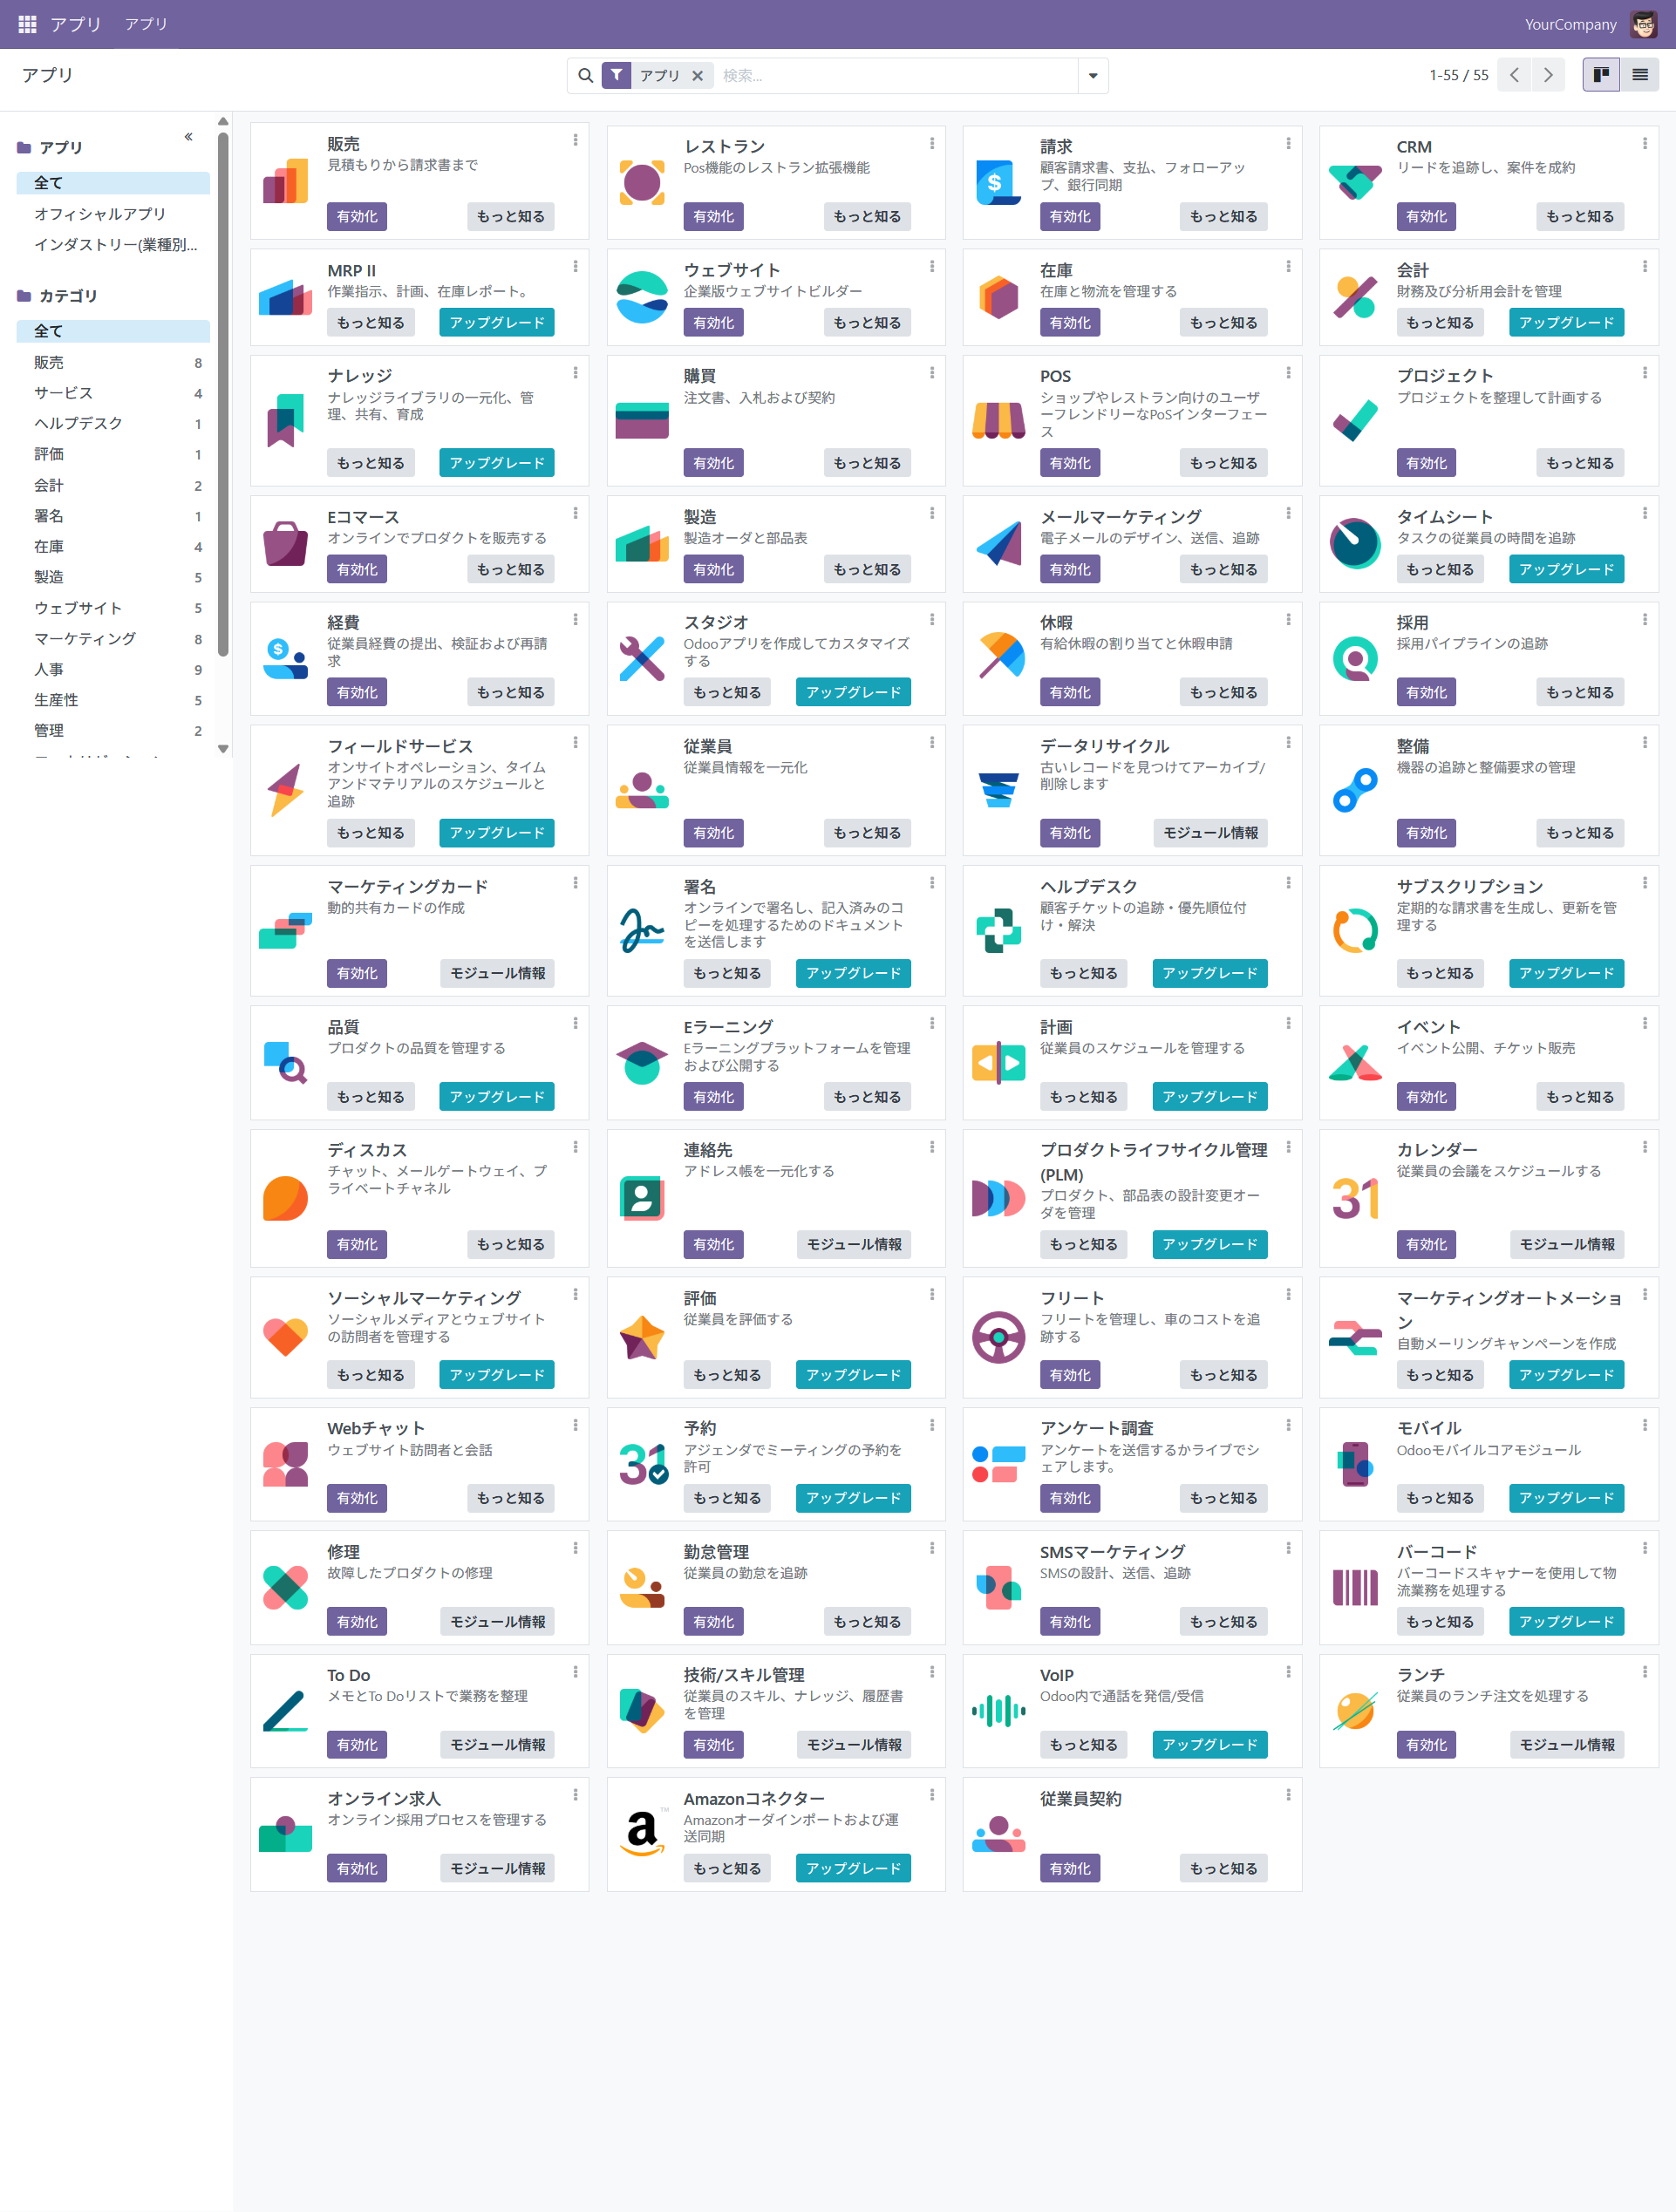 アプリ アプリ YourCompany
アプリ アプリ 検索... 1-55 / 55
アプリ
全て
オフィシャルアプリ
インダストリー(業種別...
カテゴリ
全て
販売 8
サービス 4
ヘルプデスク 1
評価 1
会計 2
署名 1
在庫 4
製造 5
ウェブサイト 5
マーケティング 8
人事 9
生産性 5
管理 2
販売
見積もりから請求書まで
有効化 もっと知る
レストラン
Pos機能のレストラン拡張機能
有効化 もっと知る
請求
顧客請求書、支払、フォローアッ
プ、銀行同期
有効化 もっと知る
CRM
リードを追跡し、案件を成約
有効化 もっと知る
MRP II
作業指示、計画、在庫レポート。
もっと知る アップグレード
ウェブサイト
企業版ウェブサイトビルダー
有効化 もっと知る
在庫
在庫と物流を管理する
有効化 もっと知る
会計
財務及び分析用会計を管理
もっと知る アップグレード
ナレッジ
ナレッジライブラリの一元化、管
理、共有、育成
もっと知る アップグレード
購買
注文書、入札および契約
有効化 もっと知る
POS
ショップやレストラン向けのユーザ
ーフレンドリーなPoSインターフェー
ス
有効化 もっと知る
プロジェクト
プロジェクトを整理して計画する
有効化 もっと知る
Eコマース
オンラインでプロダクトを販売する
有効化 もっと知る
製造
製造オーダと部品表
有効化 もっと知る
メールマーケティング
電子メールのデザイン、送信、追跡
有効化 もっと知る
タイムシート
タスクの従業員の時間を追跡
もっと知る アップグレード
経費
従業員経費の提出、検証および再請
求
有効化 もっと知る
スタジオ
Odooアプリを作成してカスタマイズ
する
もっと知る アップグレード
休暇
有給休暇の割り当てと休暇申請
有効化 もっと知る
採用
採用パイプラインの追跡
有効化 もっと知る
フィールドサービス
オンサイトオペレーション、タイム
アンドマテリアルのスケジュールと
追跡
もっと知る アップグレード
従業員
従業員情報を一元化
有効化 もっと知る
データリサイクル
古いレコードを見つけてアーカイブ/
削除します
有効化 モジュール情報
整備
機器の追跡と整備要求の管理
有効化 もっと知る
マーケティングカード
動的共有カードの作成
有効化 モジュール情報
署名
オンラインで署名し、記入済みのコ
ピーを処理するためのドキュメント
を送信します
もっと知る アップグレード
ヘルプデスク
顧客チケットの追跡・優先順位付
け・解決
もっと知る アップグレード
サブスクリプション
定期的な請求書を生成し、更新を管
理する
もっと知る アップグレード
品質
プロダクトの品質を管理する
もっと知る アップグレード
Eラーニング
Eラーニングプラットフォームを管理
および公開する
有効化 もっと知る
計画
従業員のスケジュールを管理する
もっと知る アップグレード
イベント
イベント公開、チケット販売
有効化 もっと知る
ディスカス
チャット、メールゲートウェイ、プ
ライベートチャネル
有効化 もっと知る
連絡先
アドレス帳を一元化する
有効化 モジュール情報
プロダクトライフサイクル管理
(PLM)
プロダクト、部品表の設計変更オー
ダを管理
もっと知る アップグレード
31
カレンダー
従業員の会議をスケジュールする
有効化 モジュール情報
ソーシャルマーケティング
ソーシャルメディアとウェブサイト
の訪問者を管理する
もっと知る アップグレード
評価
従業員を評価する
もっと知る アップグレード
フリート
フリートを管理し、車のコストを追
跡する
有効化 もっと知る
マーケティングオートメーショ
ン
自動メーリングキャンペーンを作成
もっと知る アップグレード
Webチャット
ウェブサイト訪問者と会話
有効化 もっと知る
31
予約
アジェンダでミーティングの予約を
許可
もっと知る アップグレード
アンケート調査
アンケートを送信するかライブでシ
ェアします。
有効化 もっと知る
モバイル
Odooモバイルコアモジュール
もっと知る アップグレード
修理
故障したプロダクトの修理
有効化 モジュール情報
勤怠管理
従業員の勤怠を追跡
有効化 もっと知る
SMSマーケティング
SMSの設計、送信、追跡
有効化 もっと知る
バーコード
バーコードスキャナーを使用して物
流業務を処理する
もっと知る アップグレード
To Do
メモとTo Doリストで業務を整理
有効化 モジュール情報
技術/スキル管理
従業員のスキル、ナレッジ、履歴書
を管理
有効化 モジュール情報
VoIP
Odoo内で通話を発信/受信
もっと知る アップグレード
ランチ
従業員のランチ注文を処理する
有効化 モジュール情報
オンライン求人
オンライン採用プロセスを管理する
有効化 モジュール情報
a TM
Amazonコネクター
Amazonオーダインポートおよび運
送同期
もっと知る アップグレード
従業員契約
有効化 もっと知る